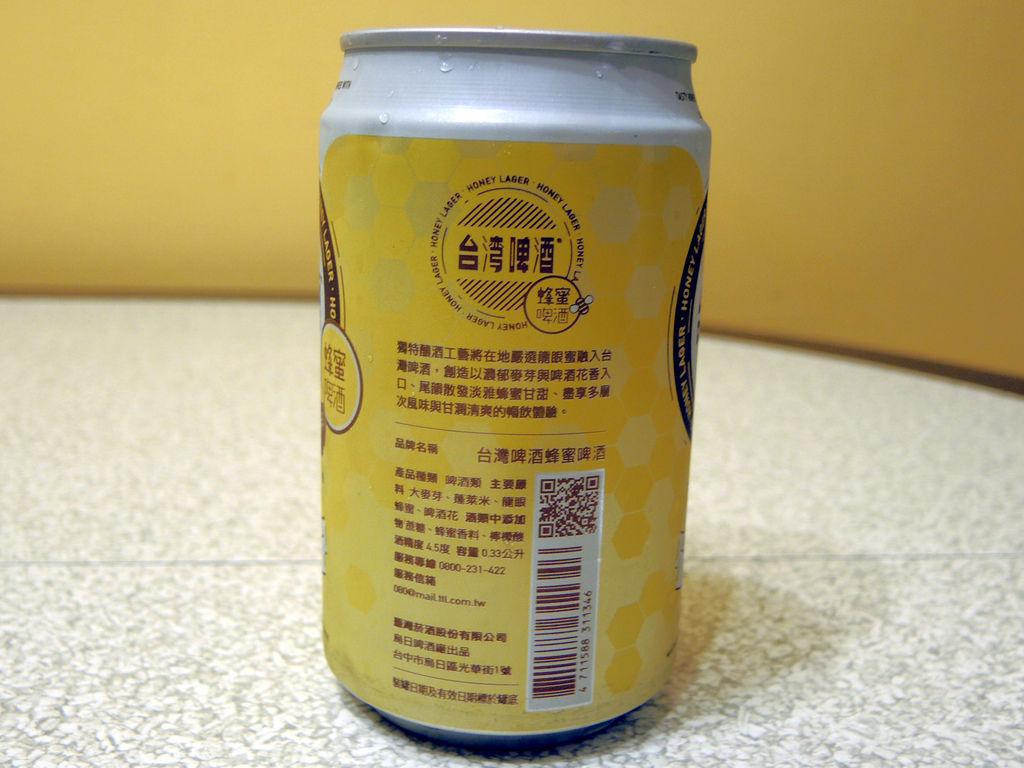 HONEY LAGER · HONEY LAGER · HONEY LAGER · HONEY LAGER · HONEY LAGER
台湾啤酒
蜂蜜
啤酒
LAGER · HO
蜂蜜
啤酒
LAGER · HONEY
獨特釀酒工藝將在地嚴選龍眼蜜融入台
灣啤酒，創造以濃郁麥芽與啤酒花香入
口、尾韻散發淡雅蜂蜜甘甜、盡享多層
次風味與甘潤清爽的暢飲體驗。
品牌名稱 台灣啤酒蜂蜜啤酒
產品種類 啤酒類 主要原
料 大麥芽、蓬萊米、龍眼
蜂蜜、啤酒花 酒類中添加
物 蔗糖、蜂蜜香料、檸檬酸
酒精度 4.5度 容量 0.33公升
服務專線 0800-231-422
服務信箱
080@mail.ttl.com.tw
臺灣菸酒股份有限公司
烏日啤酒廠出品
台中市烏日區光華街1號
製罐日期及有效日期標於罐底
4 711588 311346